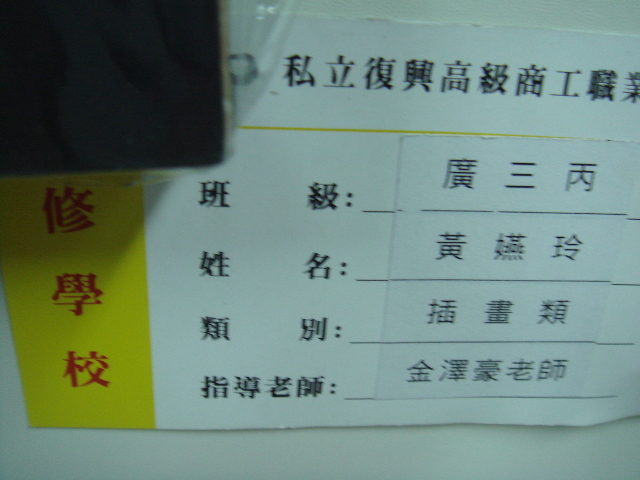 私立復興高級商工職業
修學校
班級: 廣三丙
姓名: 黃嬿玲
類別: 插畫類
指導老師: 金澤豪老師